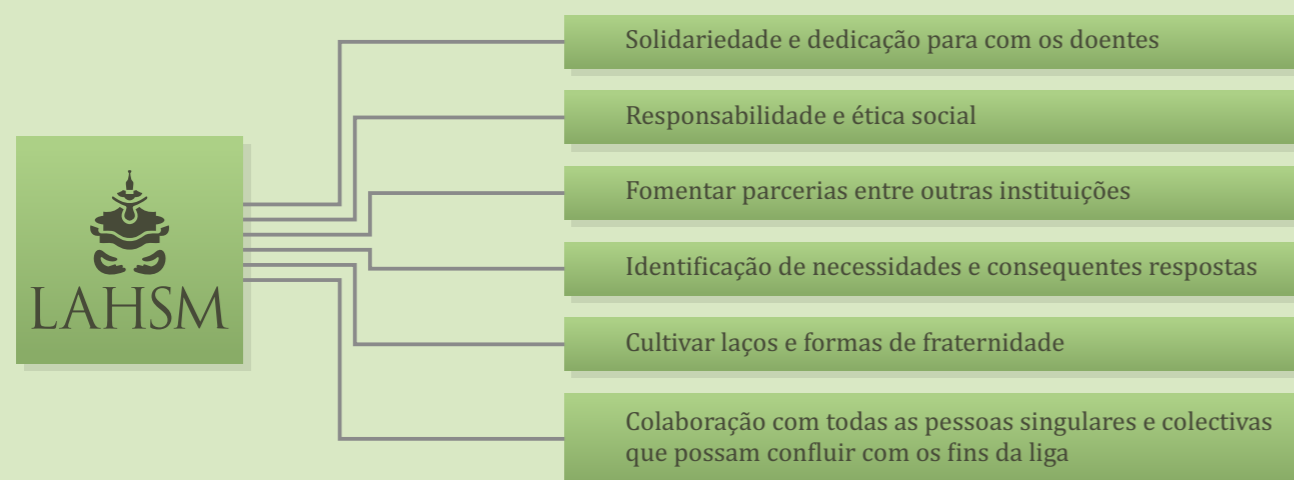 LAHSM
Solidariedade e dedicação para com os doentes
Responsabilidade e ética social
Fomentar parcerias entre outras instituições
Identificação de necessidades e consequentes respostas
Cultivar laços e formas de fraternidade
Colaboração com todas as pessoas singulares e colectivas
que possam confluir com os fins da liga